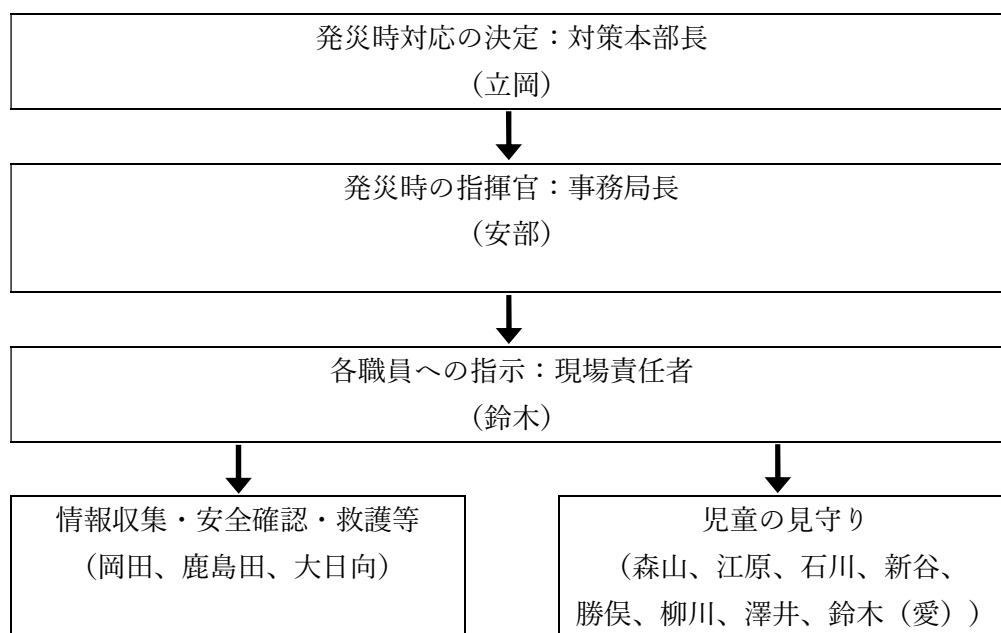 発災時対応の決定：対策本部長
（立岡）
発災時の指揮官：事務局長
（安部）
各職員への指示：現場責任者
（鈴木）
情報収集・安全確認・救護等
（岡田、鹿島田、大日向）
児童の見守り
（森山、江原、石川、新谷、
勝俣、柳川、澤井、鈴木（愛））